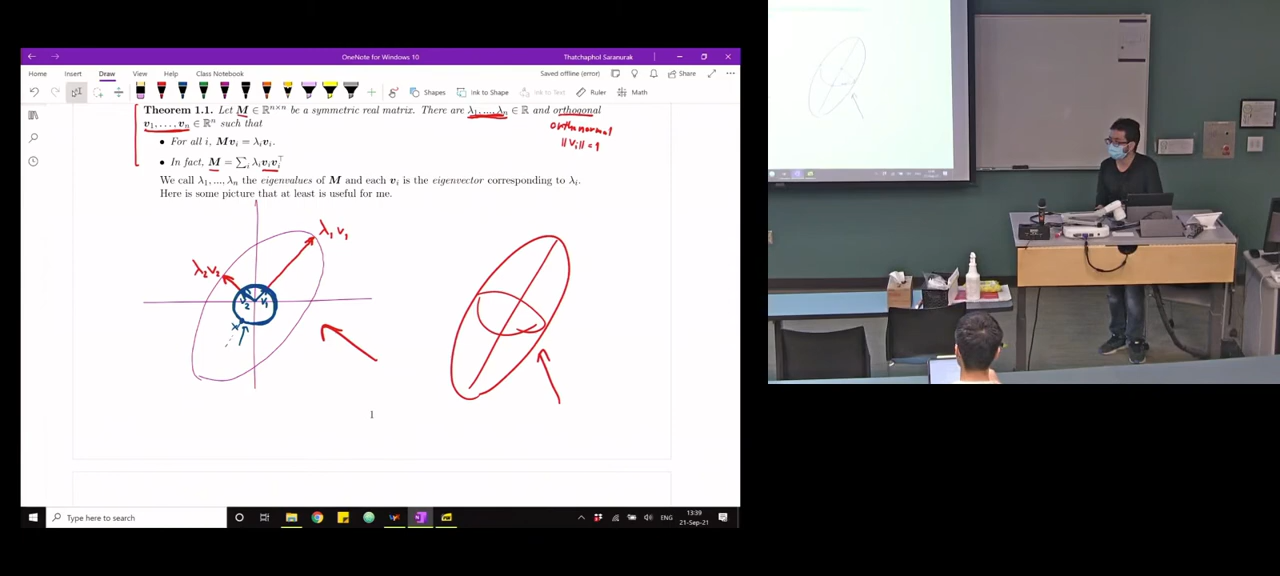 OneNote for Windows 10
Thatchaphol Saranurak
Home Insert Draw View Help Class Notebook
Saved offline (error)
Share
Shapes
Ink to Shape
Ink to Text
Ruler
Math
Theorem 1.1. Let M ∈ ℝⁿˣⁿ be a symmetric real matrix. There are λ₁, ..., λₙ ∈ ℝ and orthogonal
v₁, . . . , vₙ ∈ ℝⁿ such that
orthonormal
‖vᵢ‖ = 1
• For all i, Mvᵢ = λᵢvᵢ.
• In fact, M = ∑ᵢ λᵢvᵢvᵢ⊤
We call λ₁, ..., λₙ the eigenvalues of M and each vᵢ is the eigenvector corresponding to λᵢ.
Here is some picture that at least is useful for me.
λ₁ v₁
λ₂ v₂
v₂ v₁
x
1
Type here to search
ENG
13:39
21-Sep-21